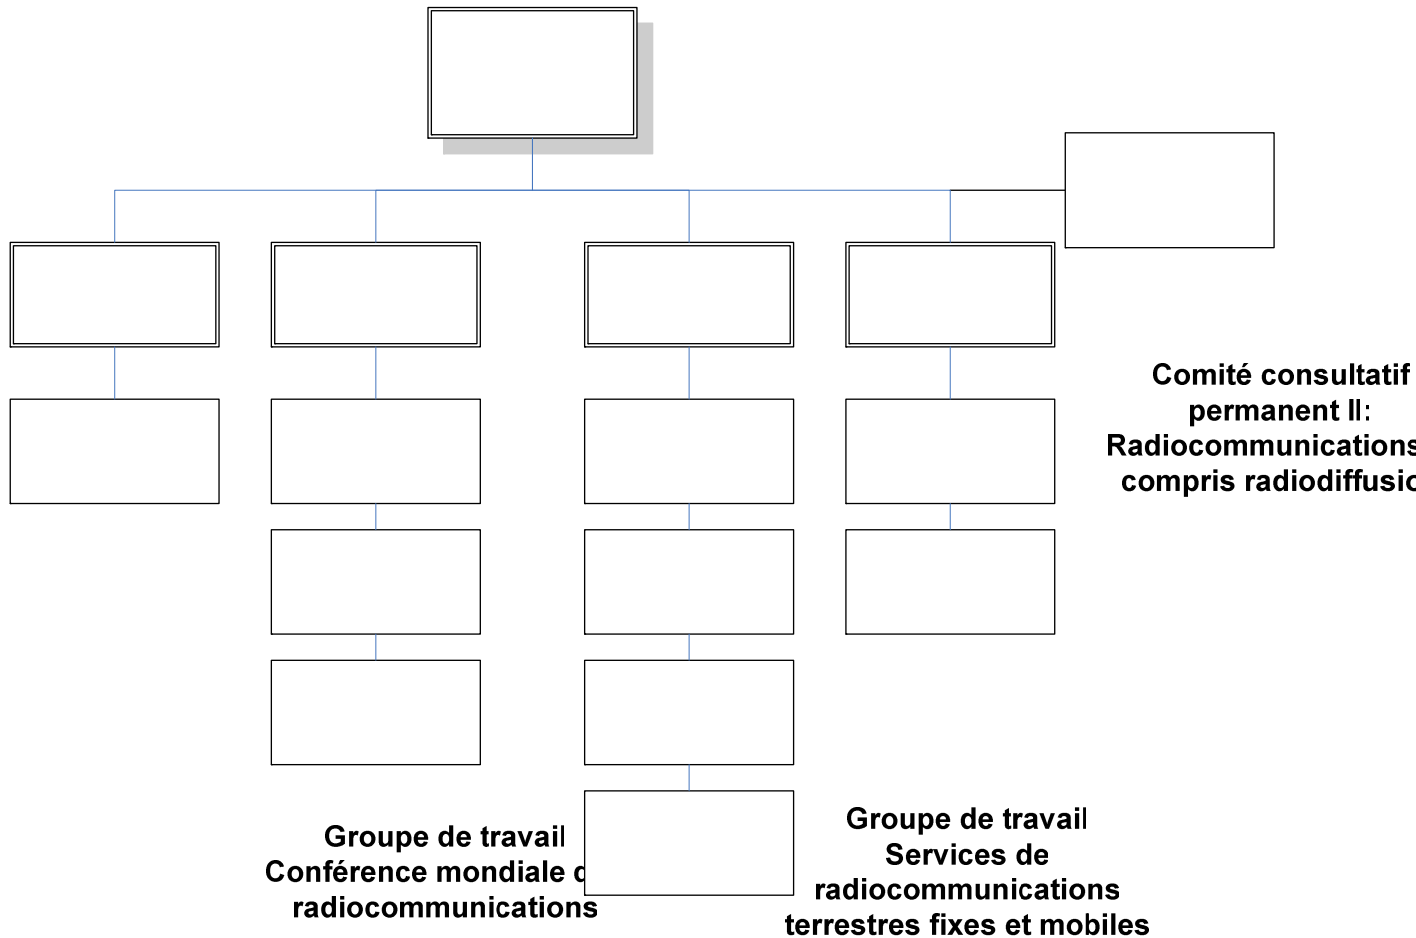 Comité consultatif
permanent II:
Radiocommunications
compris radiodiffusio
Groupe de travail
Conférence mondiale d
radiocommunications
Groupe de travail
Services de
radiocommunications
terrestres fixes et mobiles